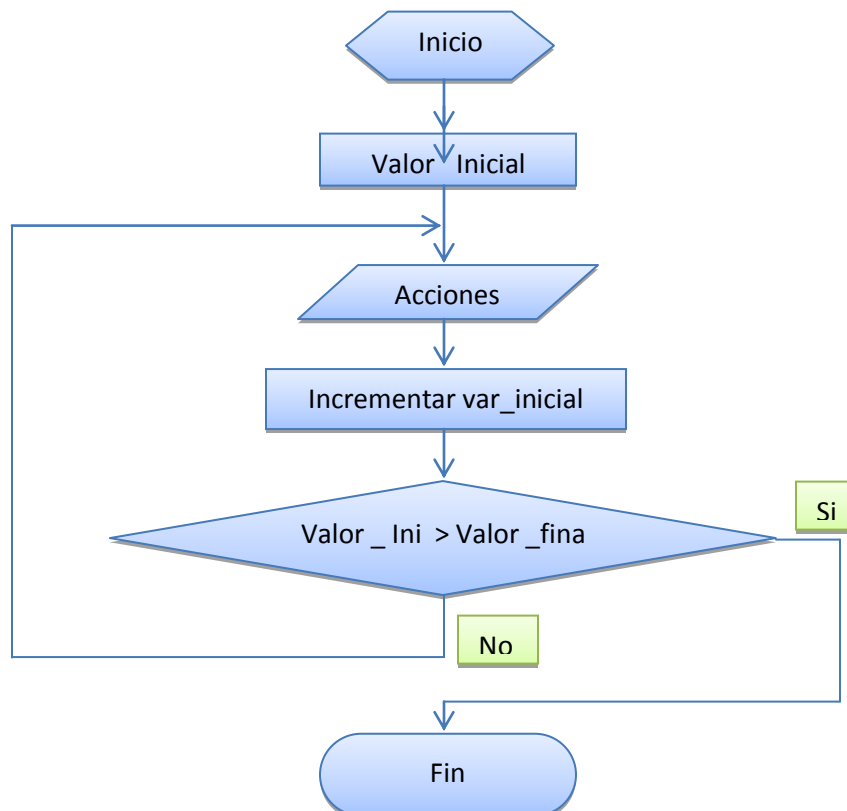 Inicio
Valor Inicial
Acciones
Incrementar var_inicial
Valor _ Ini > Valor _fina
Si
No
Fin